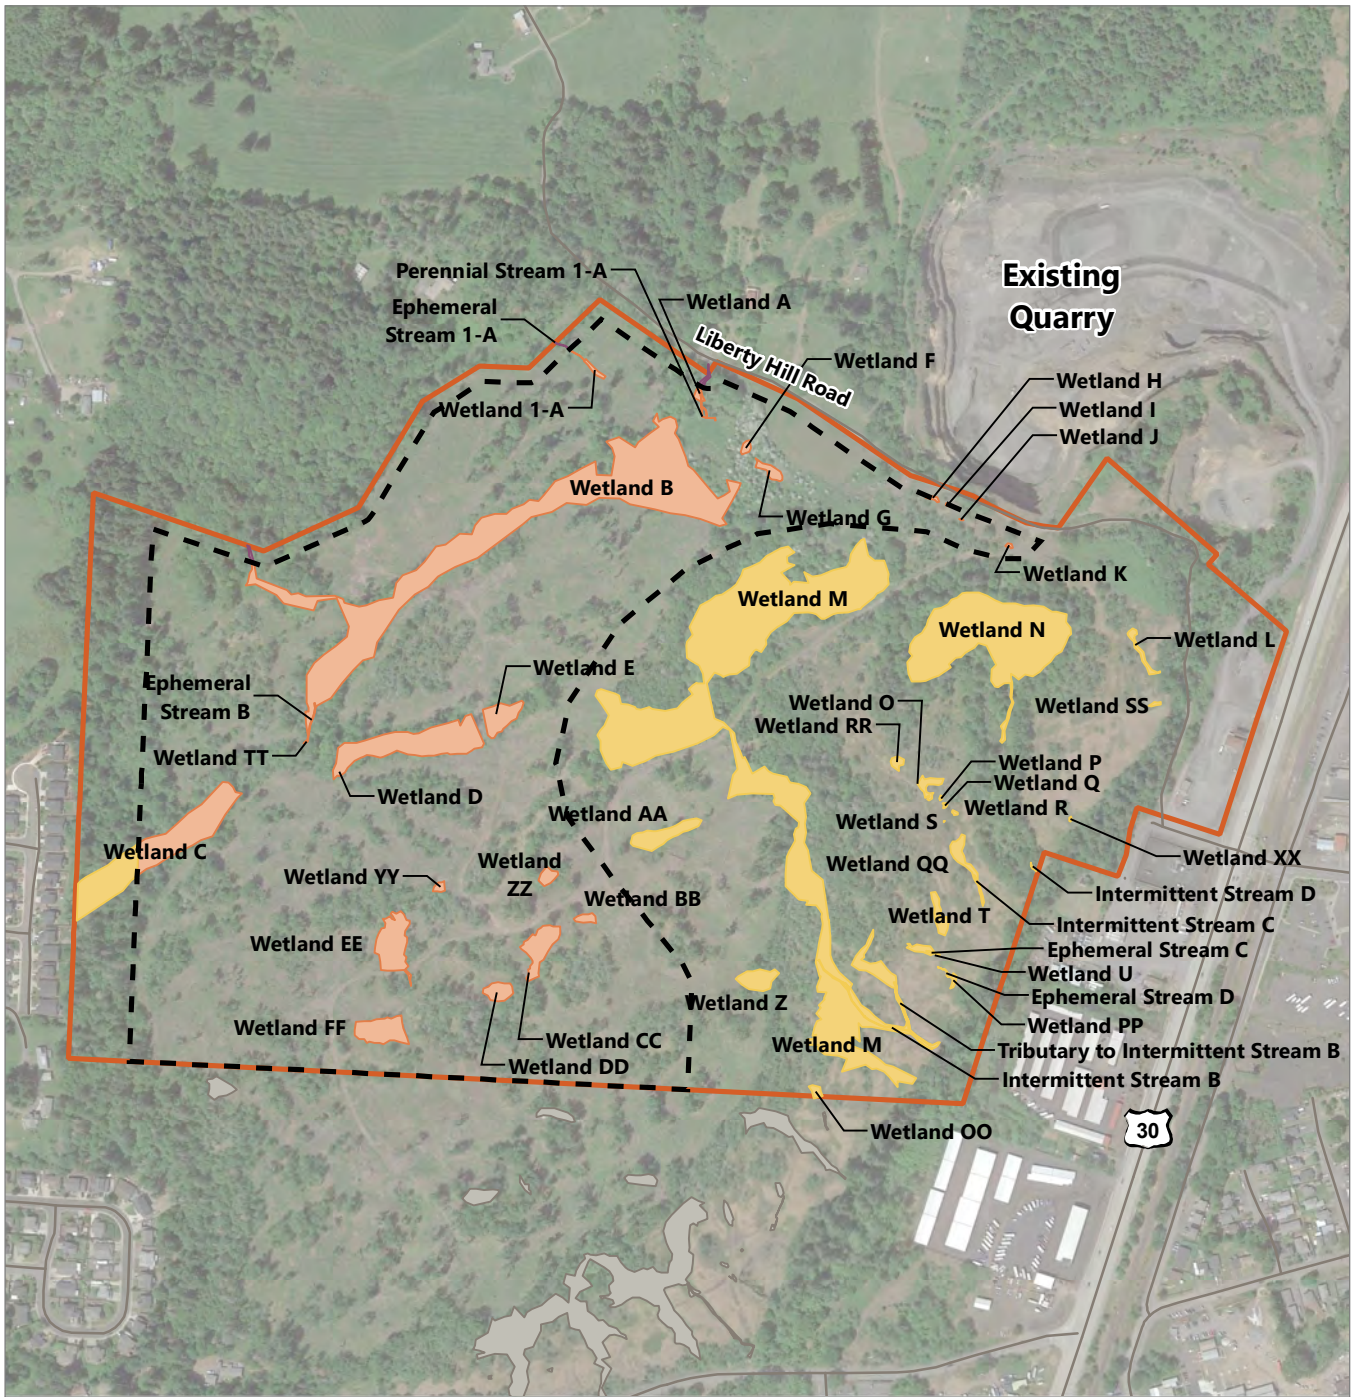 Existing
Quarry
Perennial Stream 1-A
Wetland A
Ephemeral
Stream 1-A
Liberty Hill Road
Wetland F
Wetland H
Wetland 1-A
Wetland I
Wetland J
Wetland B
Wetland G
Wetland K
Wetland M
Wetland N
Wetland L
Wetland E
Ephemeral
Stream B
Wetland O
Wetland SS
Wetland RR
Wetland TT
Wetland P
Wetland Q
Wetland D
Wetland R
Wetland AA
Wetland S
Wetland C
Wetland XX
Wetland
ZZ
Wetland QQ
Wetland YY
Intermittent Stream D
Wetland BB
Wetland T
Intermittent Stream C
Wetland EE
Ephemeral Stream C
Wetland U
Ephemeral Stream D
Wetland Z
Wetland FF
Wetland PP
Wetland CC
Wetland M
Tributary to Intermittent Stream B
Wetland DD
Intermittent Stream B
Wetland OO
30